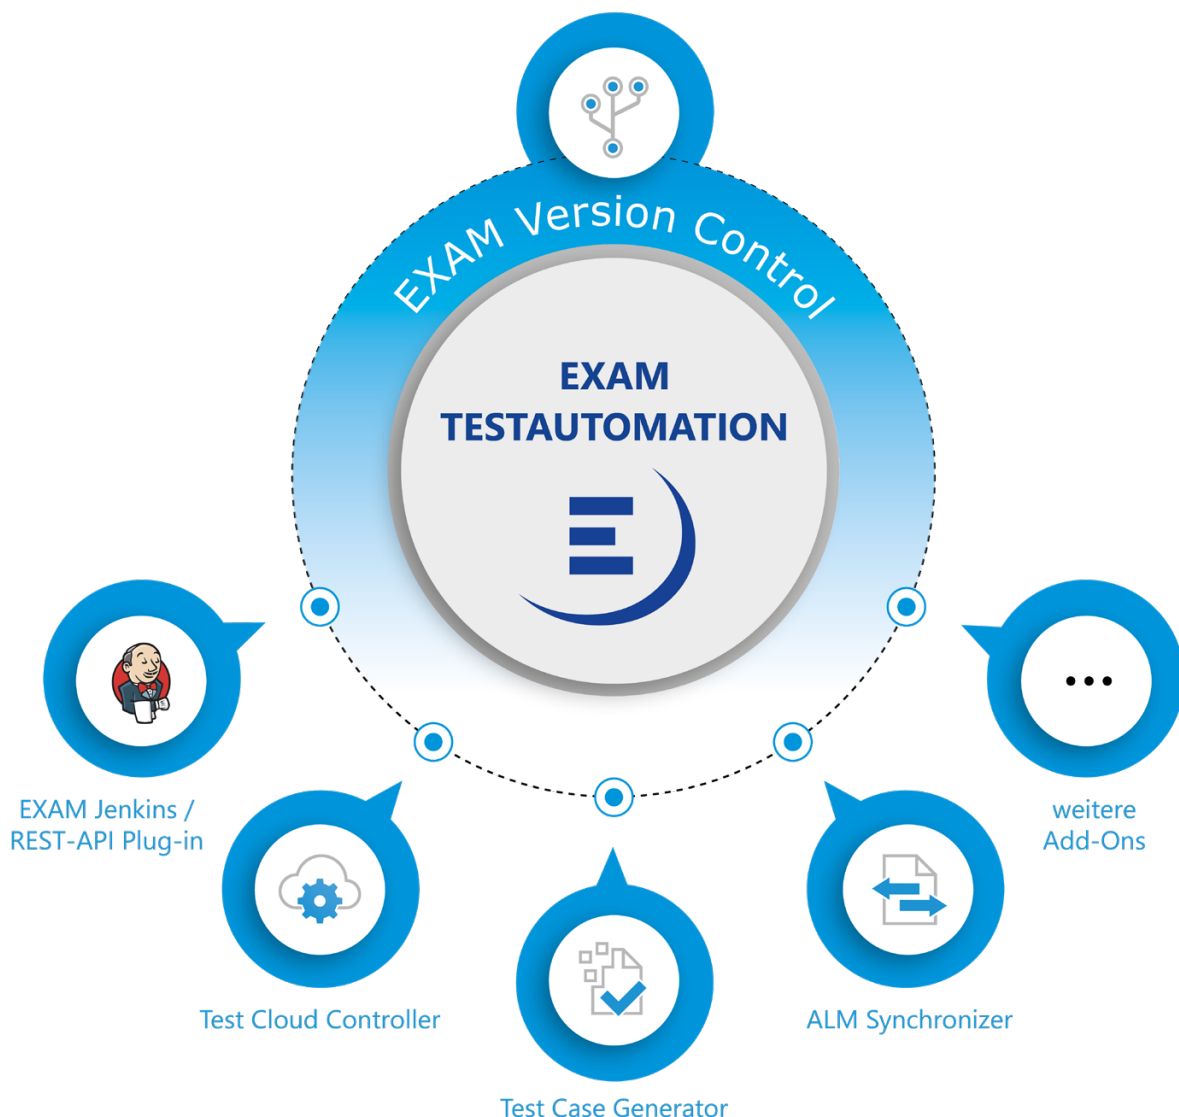 EXAM Version Control
EXAM
TESTAUTOMATION
EXAM Jenkins /
REST-API Plug-in
weitere
Add-Ons
Test Cloud Controller
ALM Synchronizer
Test Case Generator